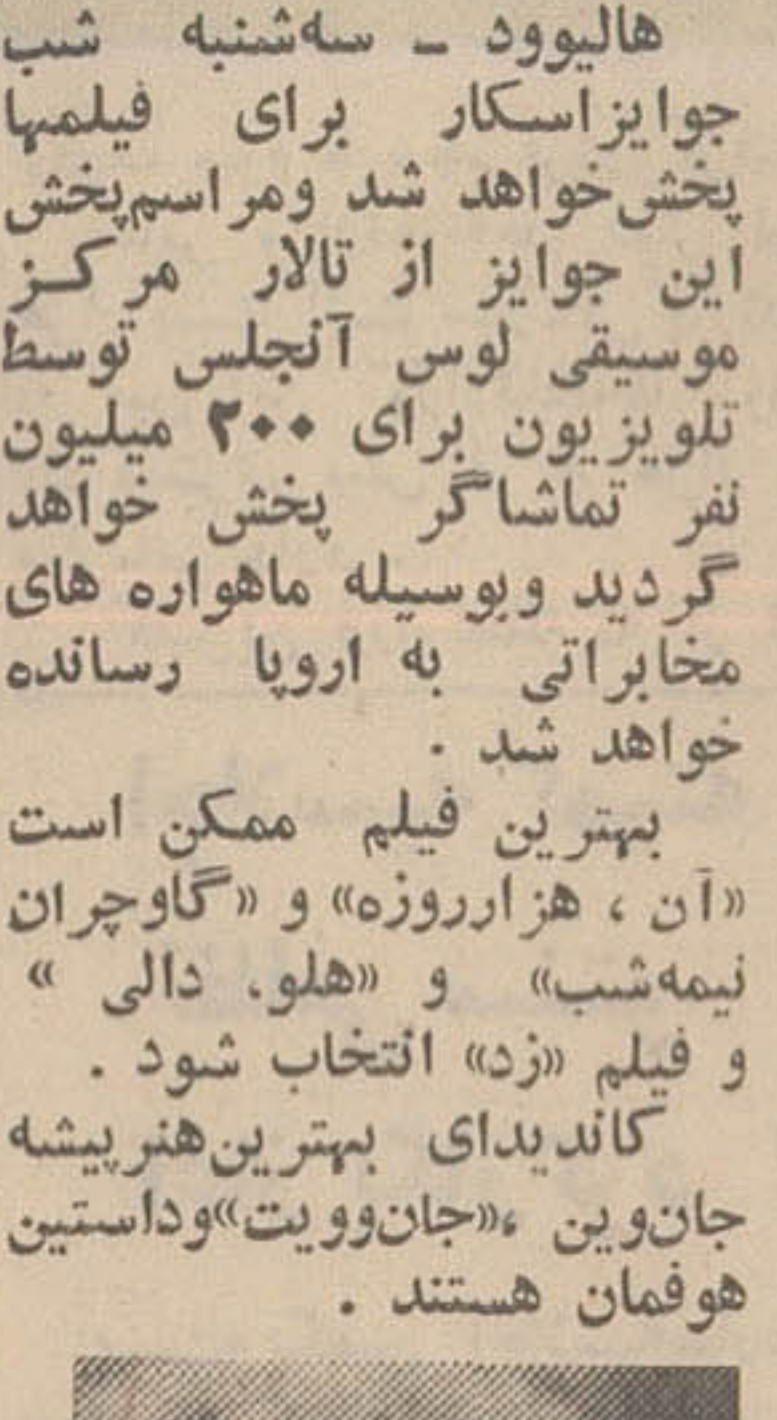 هالیوود ــ سه‌شنبه شب
جوایز اسکار برای فیلمها
پخش خواهد شد ومراسم پخش
این جوایز از تالار مرکز
موسیقی لوس آنجلس توسط
تلویزیون برای ۲۰۰ میلیون
نفر تماشاگر پخش خواهد
گردید وبوسیله ماهواره های
مخابراتی به اروپا رسانده
خواهد شد .
بهترین فیلم ممکن است
«آن ، هزارروزه» و «گاوچران
نیمه‌شب» و «هلو. دالی »
و فیلم «زد» انتخاب شود .
کاندیدای بهترین هنرپیشه
جان‌وین ،«جان‌وویت»وداستین
هوفمان هستند .